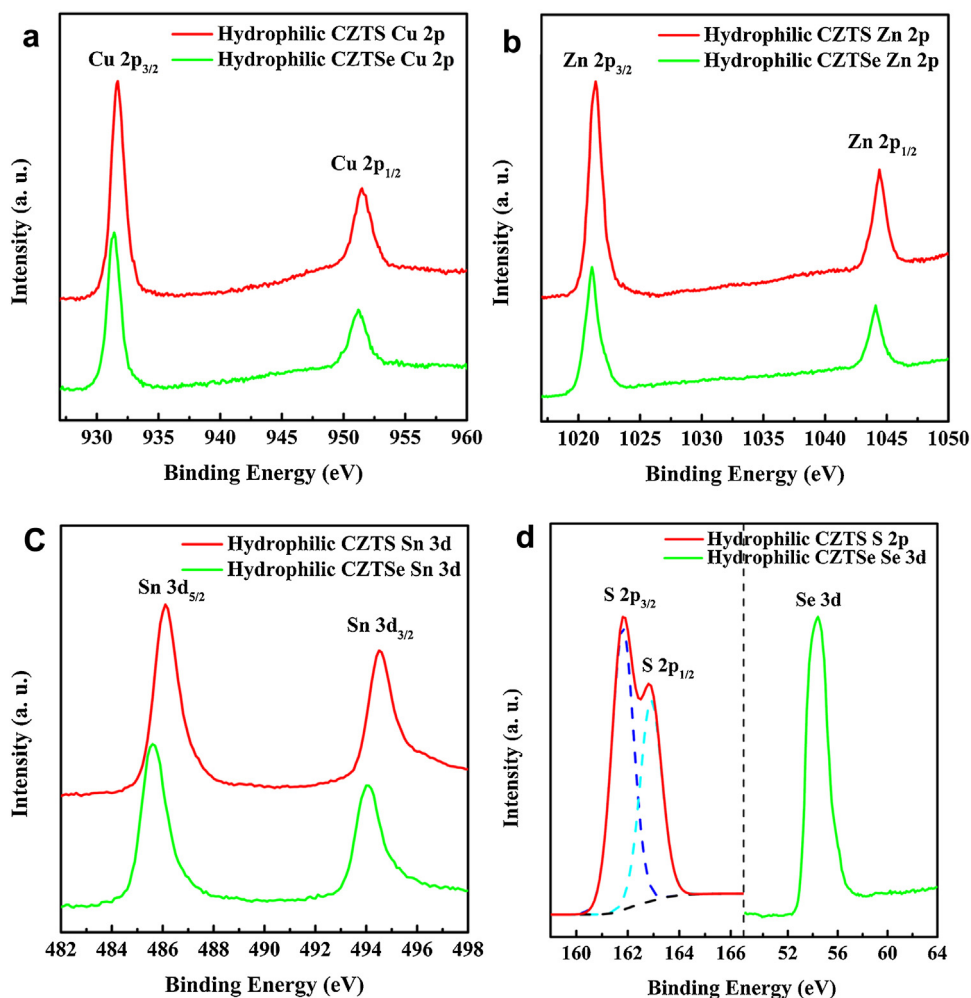 a
Hydrophilic CZTS Cu 2p
Hydrophilic CZTSe Cu 2p
Cu 2p3/2
Cu 2p1/2
Intensity (a. u.)
930 935 940 945 950 955 960
Binding Energy (eV)
b
Hydrophilic CZTS Zn 2p
Hydrophilic CZTSe Zn 2p
Zn 2p3/2
Zn 2p1/2
Intensity (a. u.)
1020 1025 1030 1035 1040 1045 1050
Binding Energy (eV)
C
Hydrophilic CZTS Sn 3d
Hydrophilic CZTSe Sn 3d
Sn 3d5/2
Sn 3d3/2
Intensity (a. u.)
482 484 486 488 490 492 494 496 498
Binding Energy (eV)
d
Hydrophilic CZTS S 2p
Hydrophilic CZTSe Se 3d
S 2p3/2
Se 3d
S 2p1/2
Intensity (a. u.)
160 162 164 166 52 56 60 64
Binding Energy (eV)